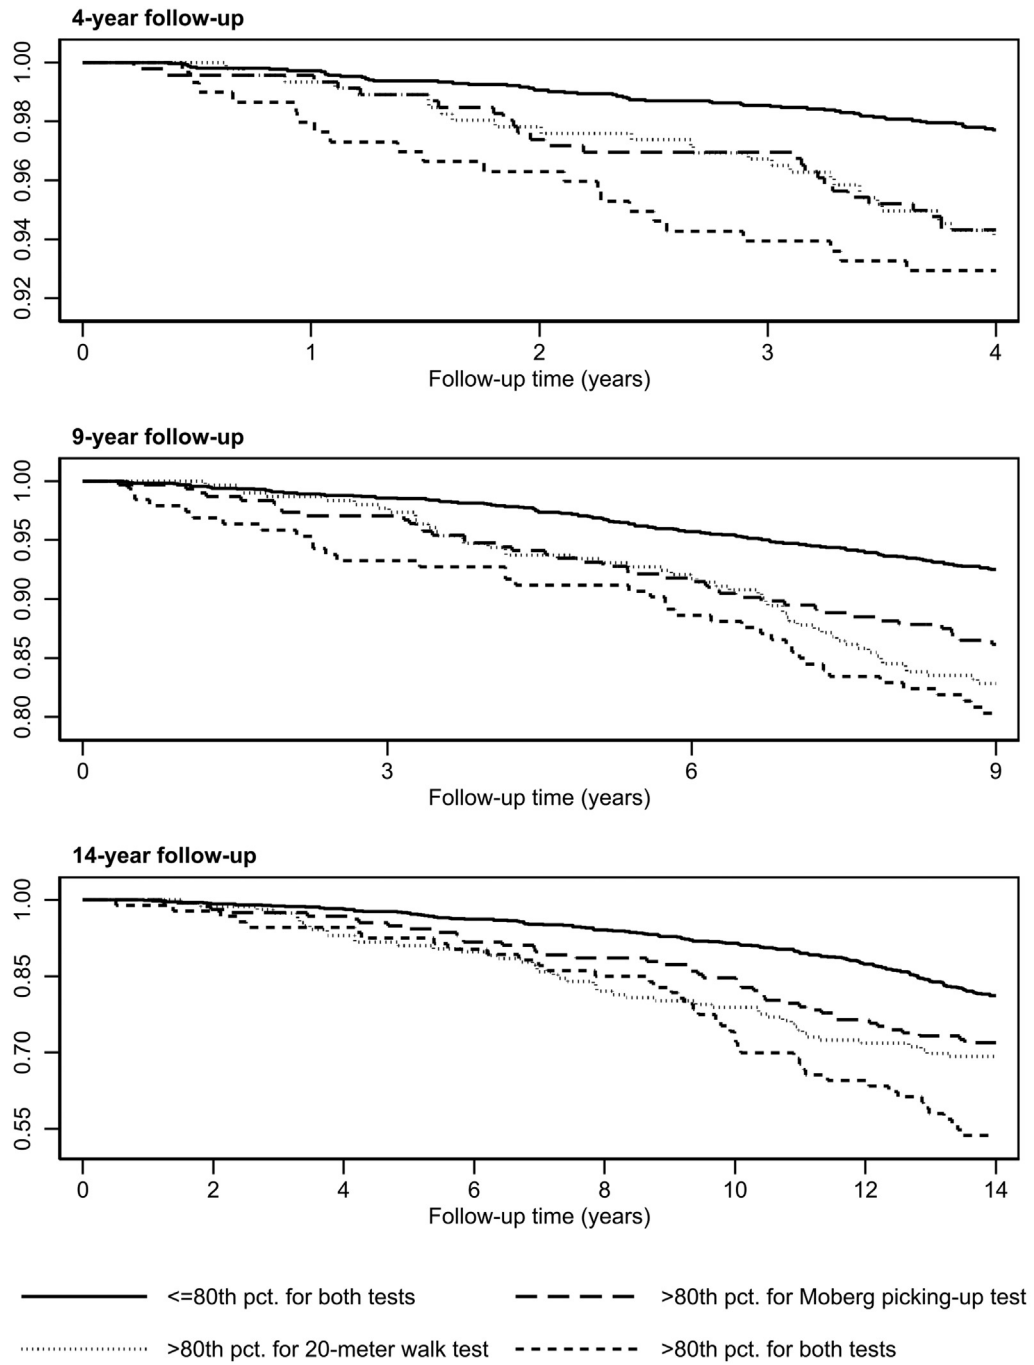 4-year follow-up
1.00
0.98
0.96
0.94
0.92
0 1 2 3 4
Follow-up time (years)
9-year follow-up
1.00
0.95
0.90
0.85
0.80
0 3 6 9
Follow-up time (years)
14-year follow-up
1.00
0.85
0.70
0.55
0 2 4 6 8 10 12 14
Follow-up time (years)
<=80th pct. for both tests >80th pct. for Moberg picking-up test
>80th pct. for 20-meter walk test >80th pct. for both tests